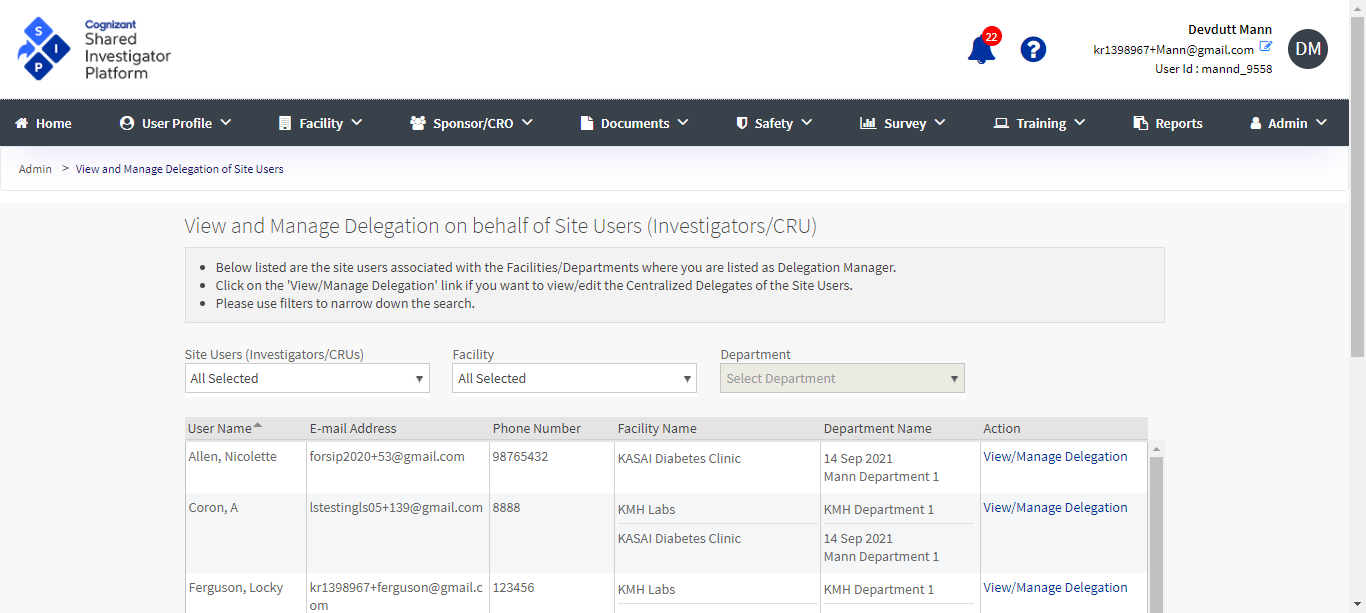 S
I
P
Cognizant
Shared
Investigator
Platform
22
?
Devdutt Mann
kr1398967+Mann@gmail.com
User Id : mannd_9558
DM
Home User Profile Facility Sponsor/CRO Documents Safety Survey Training Reports Admin
Admin > View and Manage Delegation of Site Users
View and Manage Delegation on behalf of Site Users (Investigators/CRU)
• Below listed are the site users associated with the Facilities/Departments where you are listed as Delegation Manager.
• Click on the 'View/Manage Delegation' link if you want to view/edit the Centralized Delegates of the Site Users.
• Please use filters to narrow down the search.
Site Users (Investigators/CRUs) Facility Department
All Selected All Selected Select Department
User Name E-mail Address Phone Number Facility Name Department Name Action
Allen, Nicolette forsip2020+53@gmail.com 98765432 KASAI Diabetes Clinic 14 Sep 2021 View/Manage Delegation
Mann Department 1
Coron, A lstestingls05+139@gmail.com 8888 KMH Labs KMH Department 1 View/Manage Delegation
KASAI Diabetes Clinic 14 Sep 2021
Mann Department 1
Ferguson, Locky kr1398967+ferguson@gmail.c 123456 KMH Labs KMH Department 1 View/Manage Delegation
om